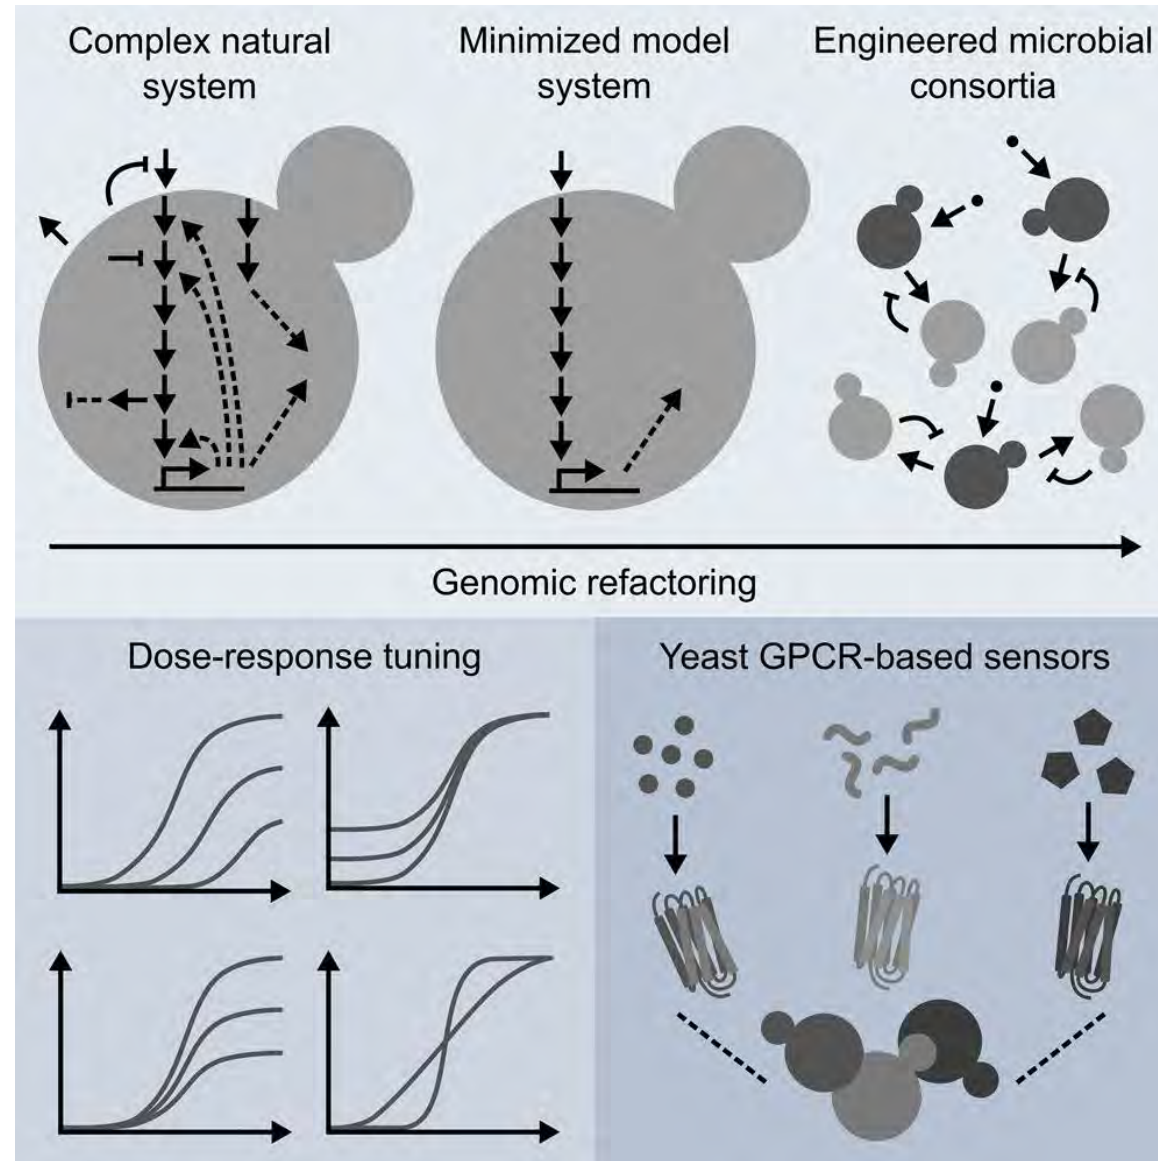 Complex natural
system
Minimized model
system
Engineered microbial
consortia
Genomic refactoring
Dose-response tuning
Yeast GPCR-based sensors